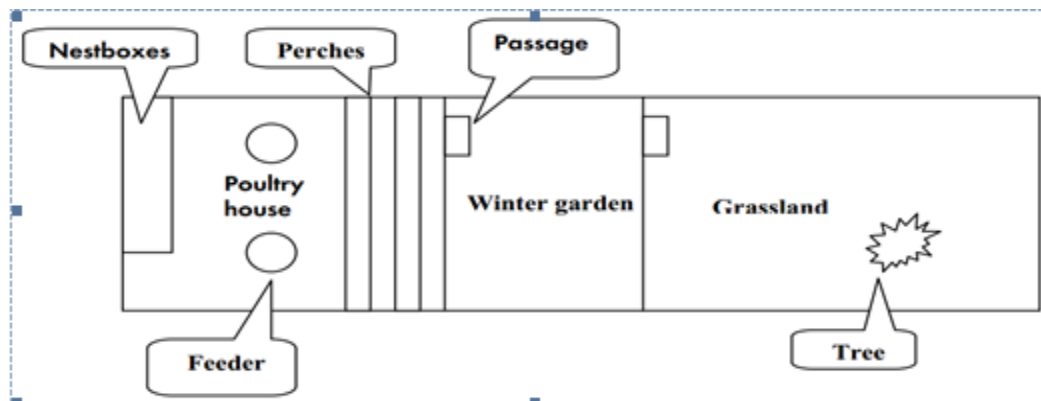 Nestboxes
Perches
Passage
Poultry
house
Winter garden
Grassland
Feeder
Tree